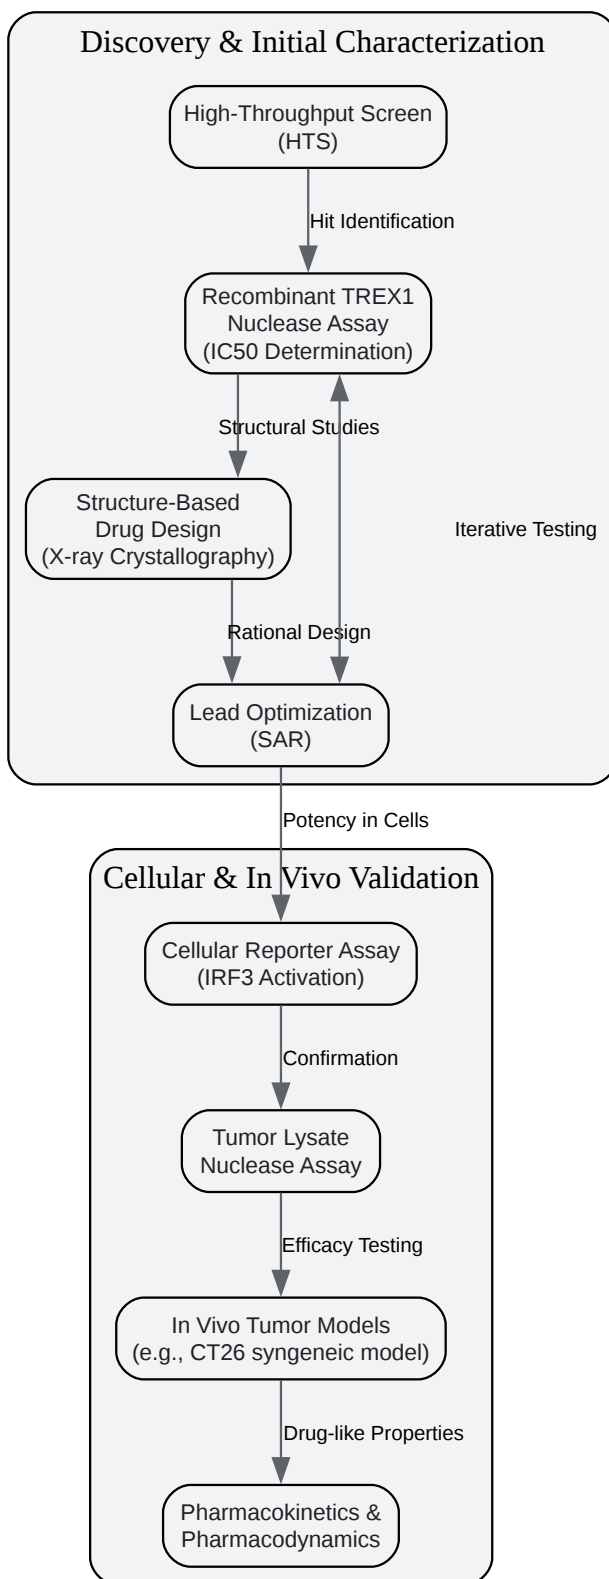 Discovery & Initial Characterization
High-Throughput Screen
(HTS)
Hit Identification
Recombinant TREX1
Nuclease Assay
(IC50 Determination)
Structural Studies
Structure-Based
Drug Design
(X-ray Crystallography)
Iterative Testing
Rational Design
Lead Optimization
(SAR)
Potency in Cells
Cellular & In Vivo Validation
Cellular Reporter Assay
(IRF3 Activation)
Confirmation
Tumor Lysate
Nuclease Assay
Efficacy Testing
In Vivo Tumor Models
(e.g., CT26 syngeneic model)
Drug-like Properties
Pharmacokinetics &
Pharmacodynamics